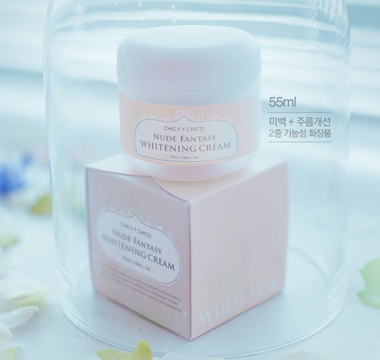 CHICA Y CHICO
NUDE FANTASY
WHITENING CREAM
55ml
미백 + 주름개선
2중 기능성 화장품
CHICA Y CHICO
NUDE FANTASY
WHITENING CREAM
WHITENING